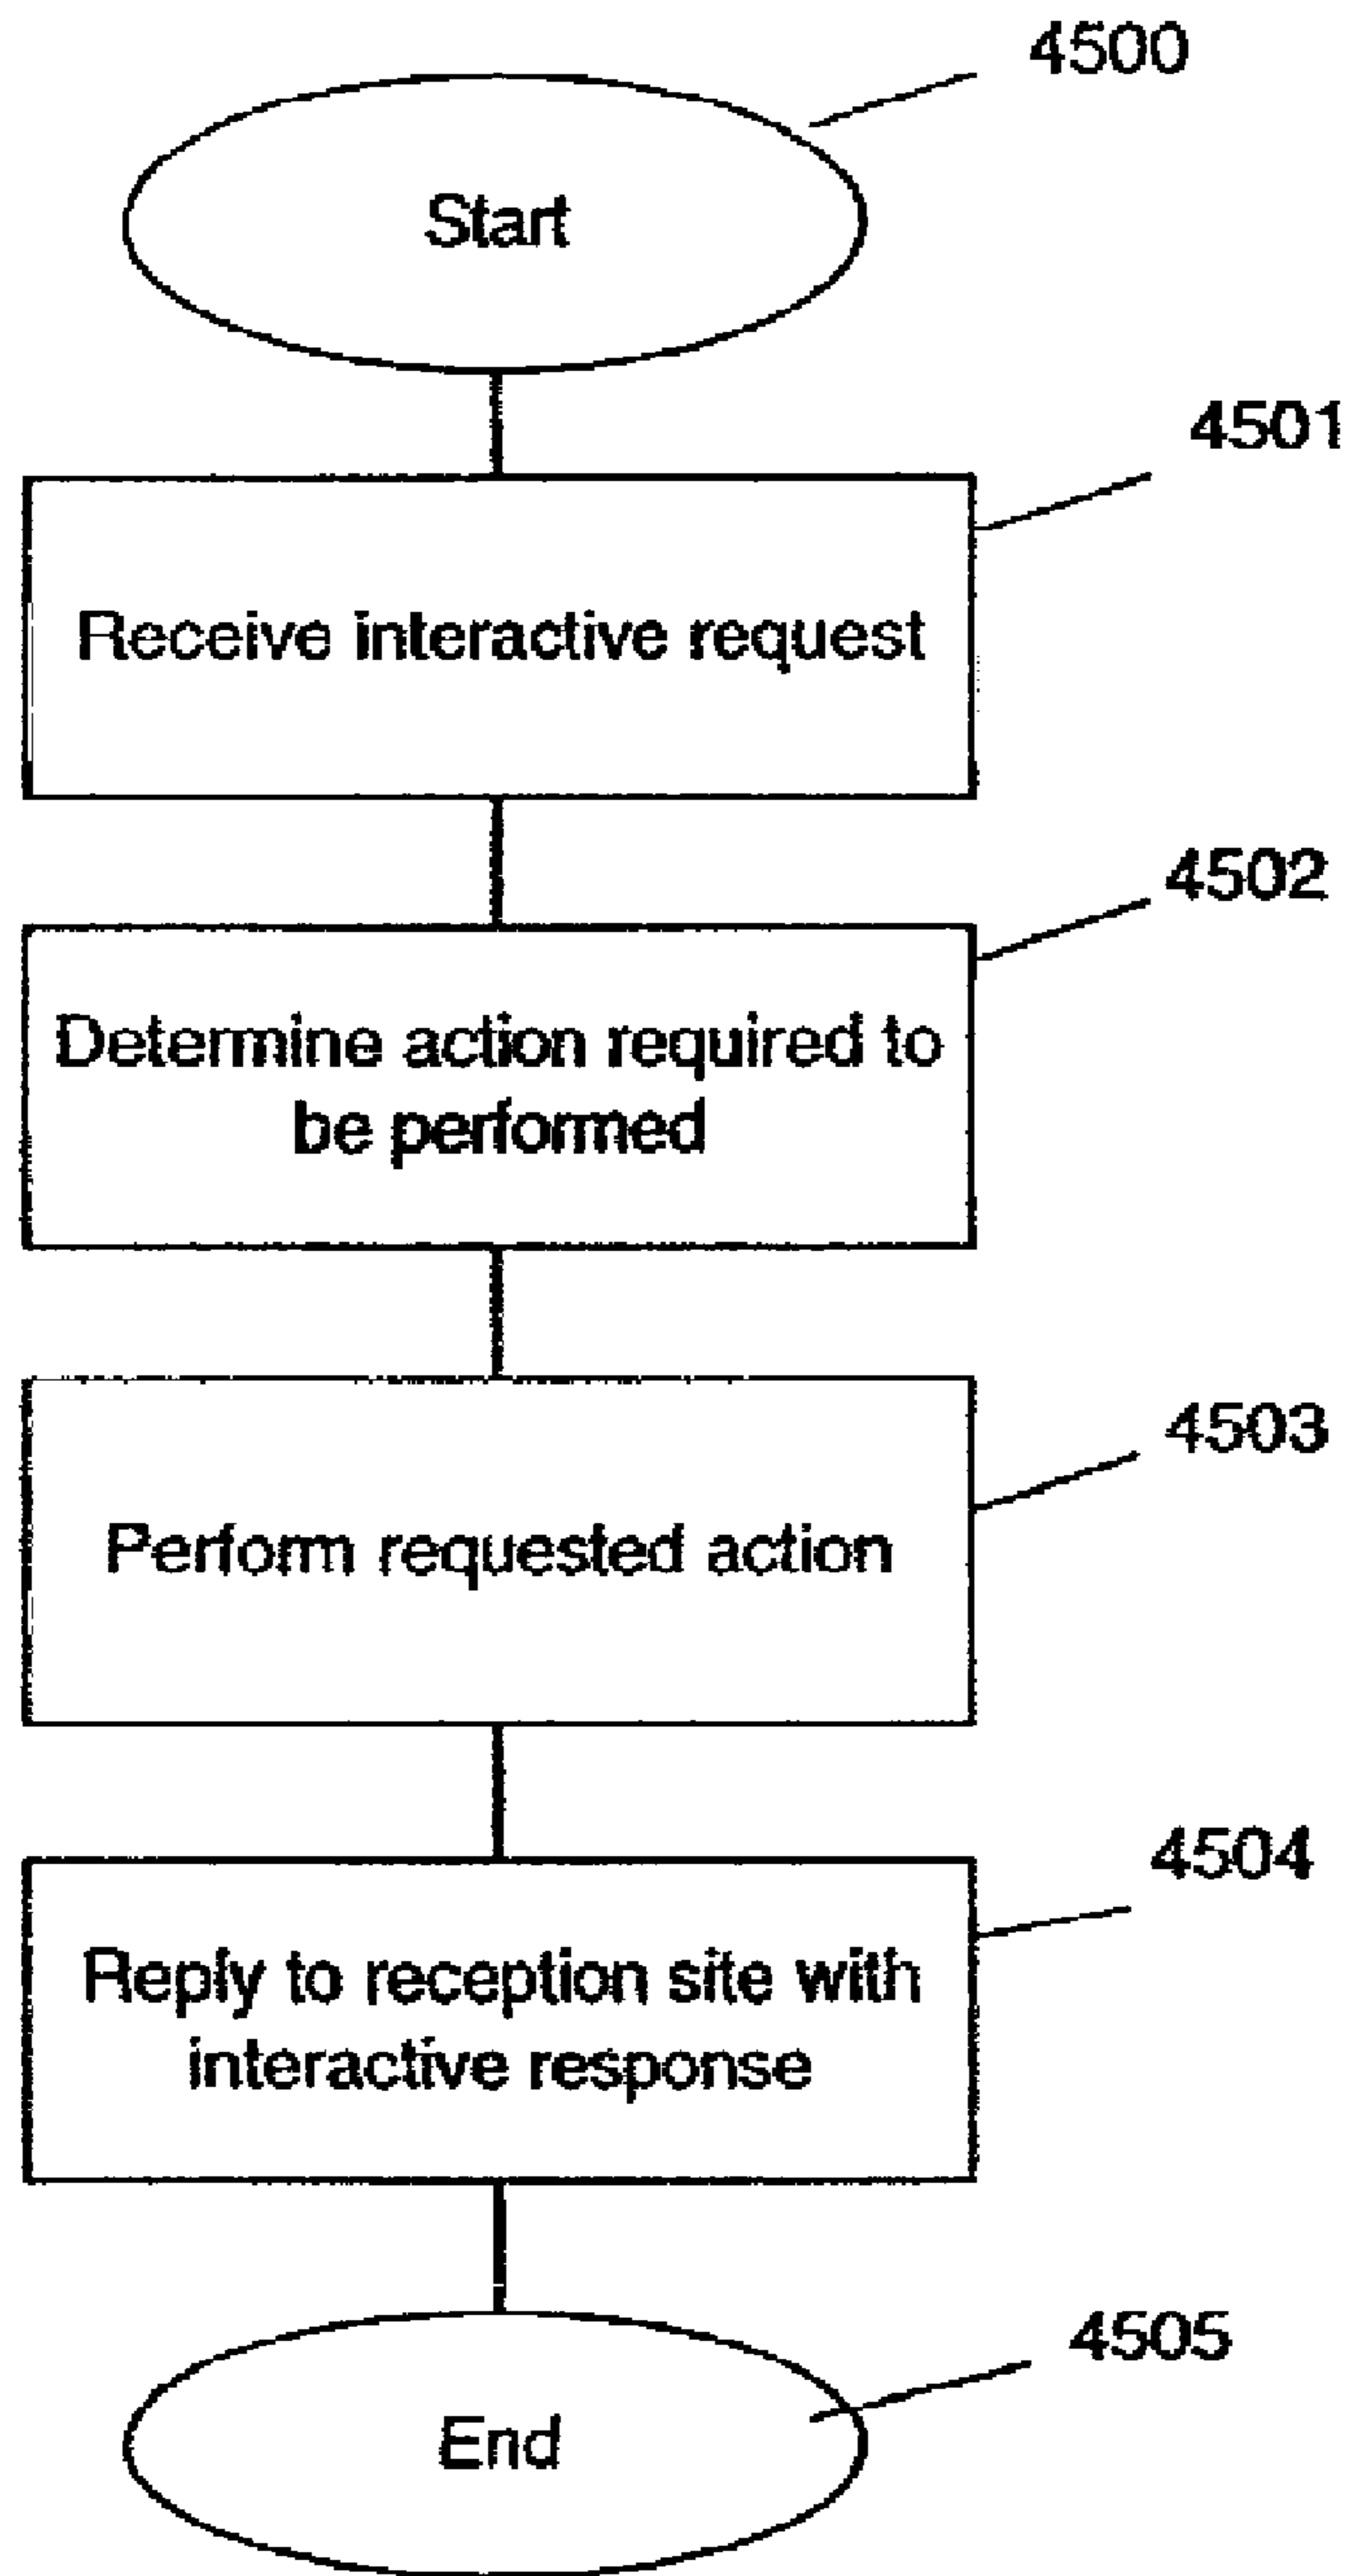 4500
Start
4501
Receive interactive request
4502
Determine action required to
be performed
4503
Perform requested action
4504
Reply to reception site with
interactive response
4505
End